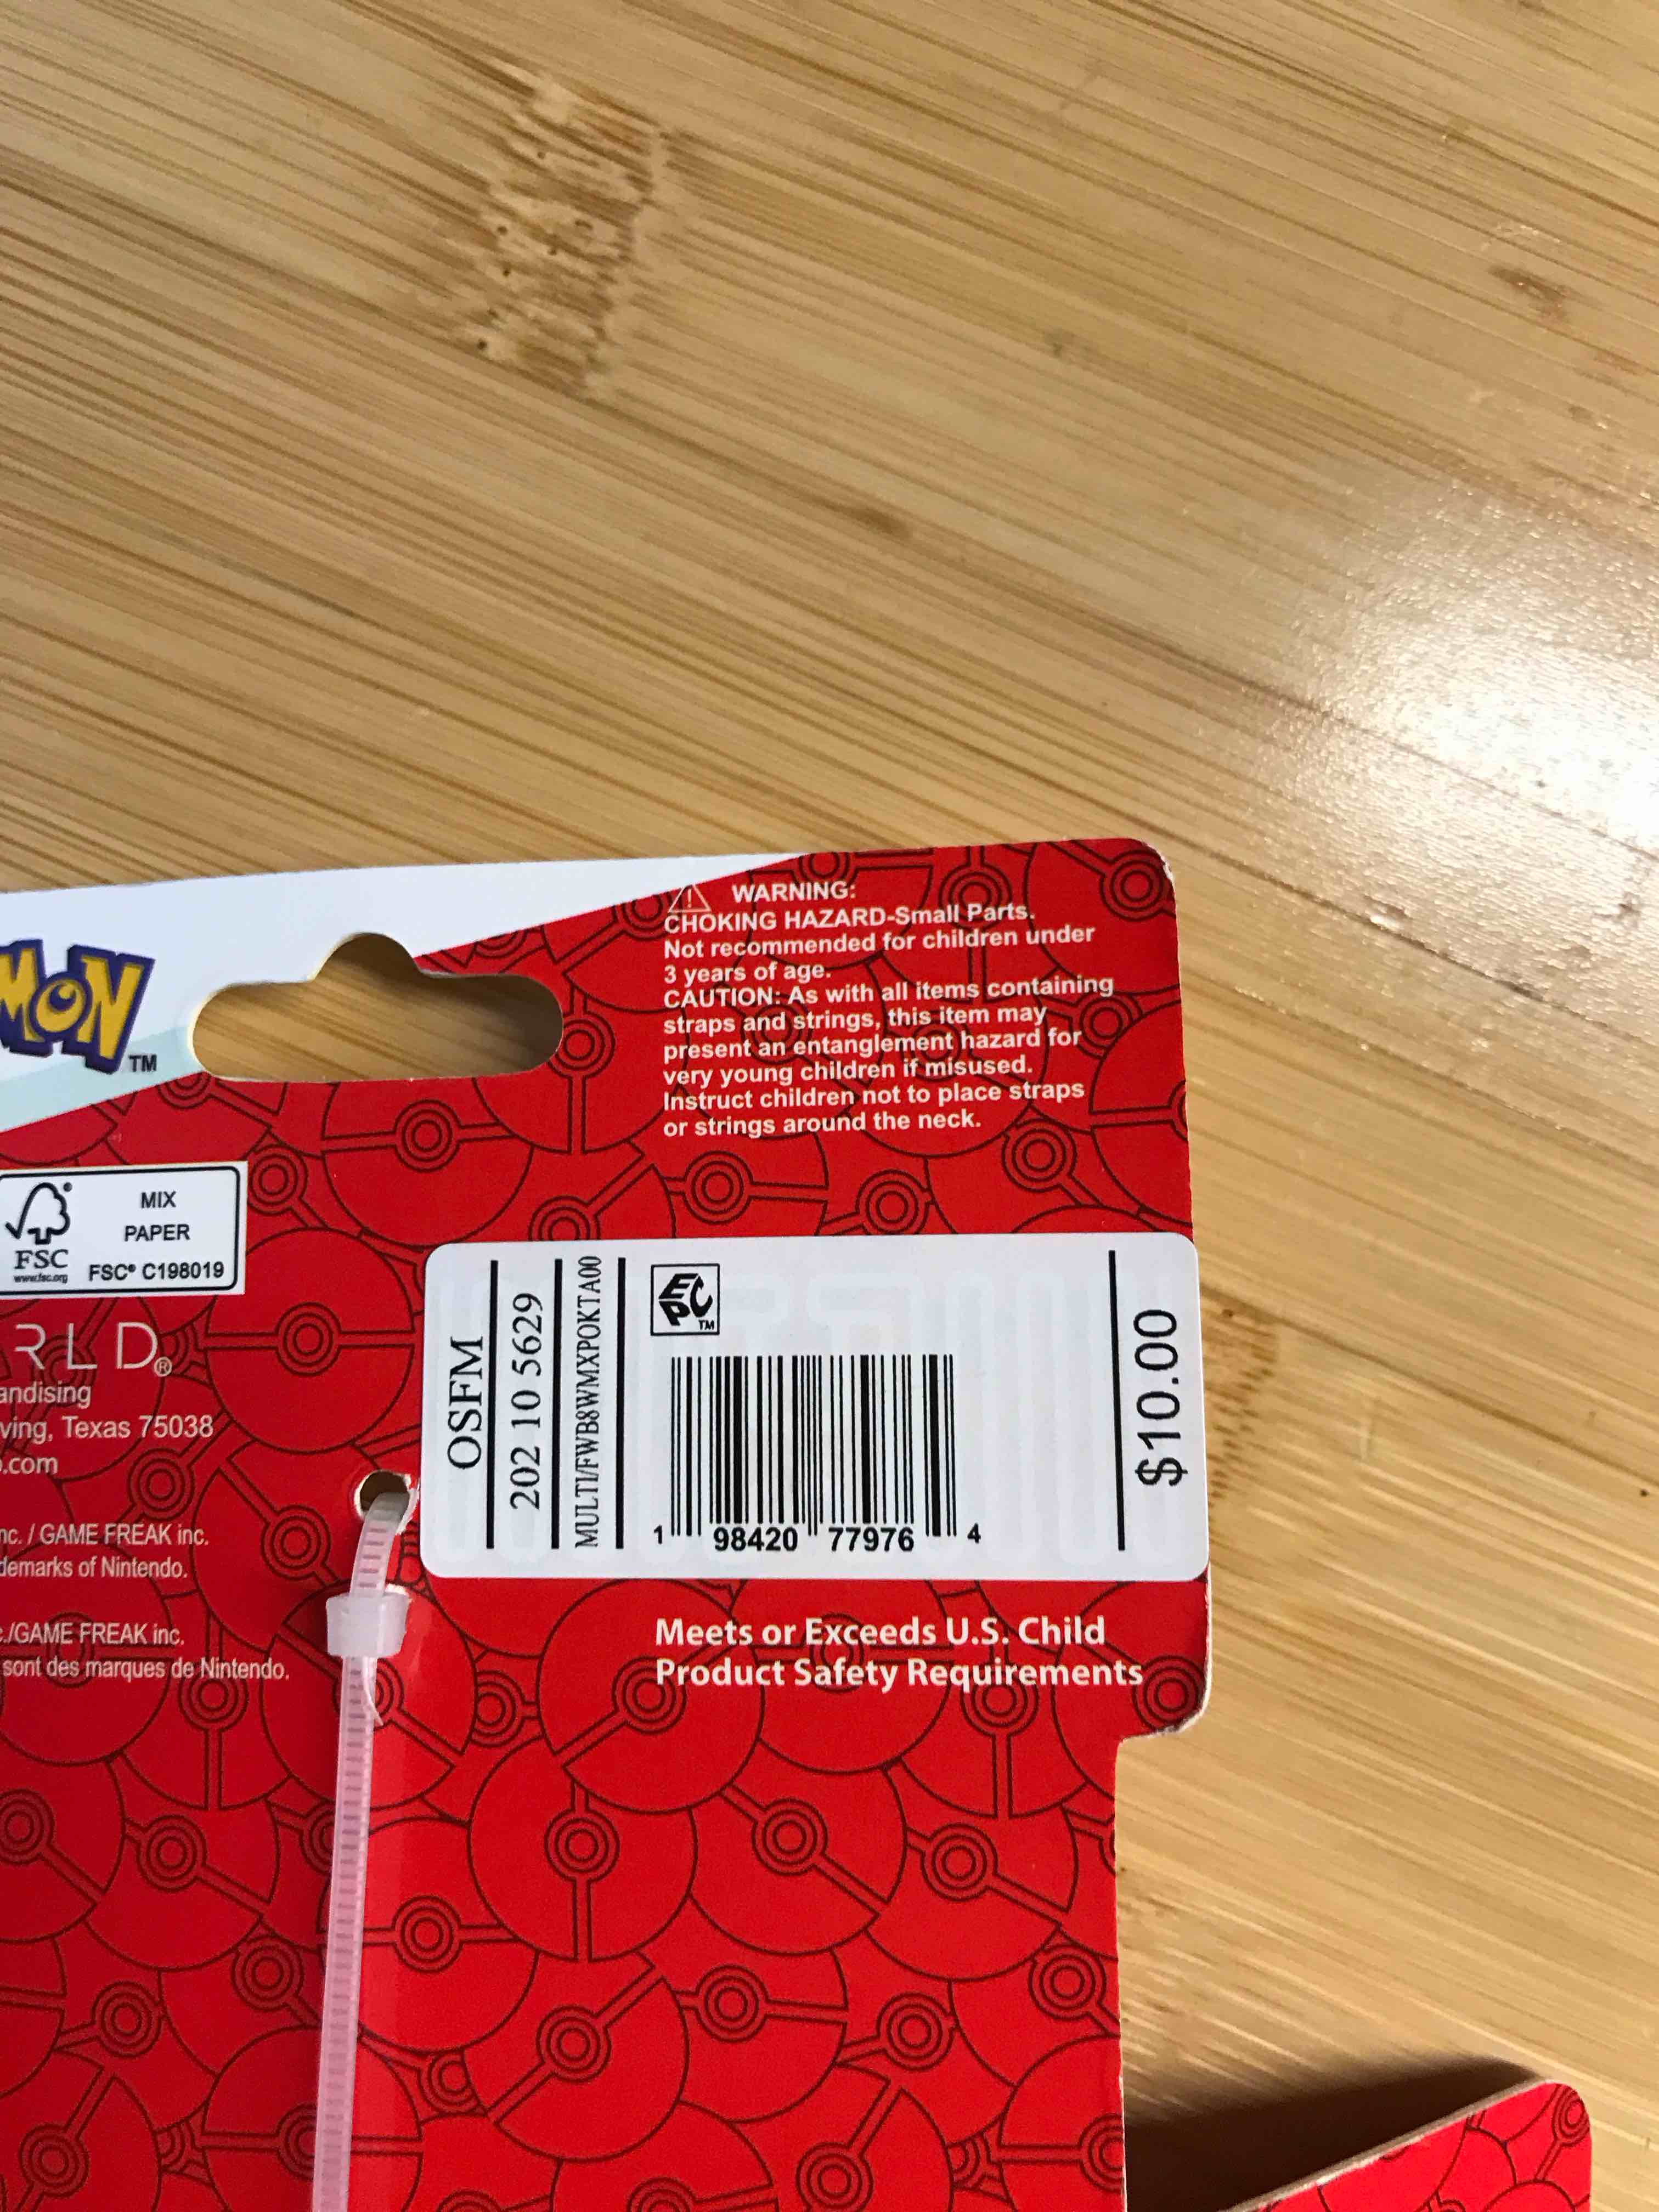 WARNING:
CHOKING HAZARD-Small Parts.
Not recommended for children under
3 years of age.
CAUTION: As with all items containing
straps and strings, this item may
present an entanglement hazard for
very young children if misused.
Instruct children not to place straps
or strings around the neck.
MON TM
MIX
PAPER
FSC
www.fsc.org
FSC® C198019
RLD®
andising
ving, Texas 75038
.com
nc. / GAME FREAK inc.
demarks of Nintendo.
./GAME FREAK inc.
sont des marques de Nintendo.
OSFM
202 10 5629
MULTI/FWB8WMXPOKTA00
EPC TM
1 98420 77976 4
$10.00
Meets or Exceeds U.S. Child
Product Safety Requirements